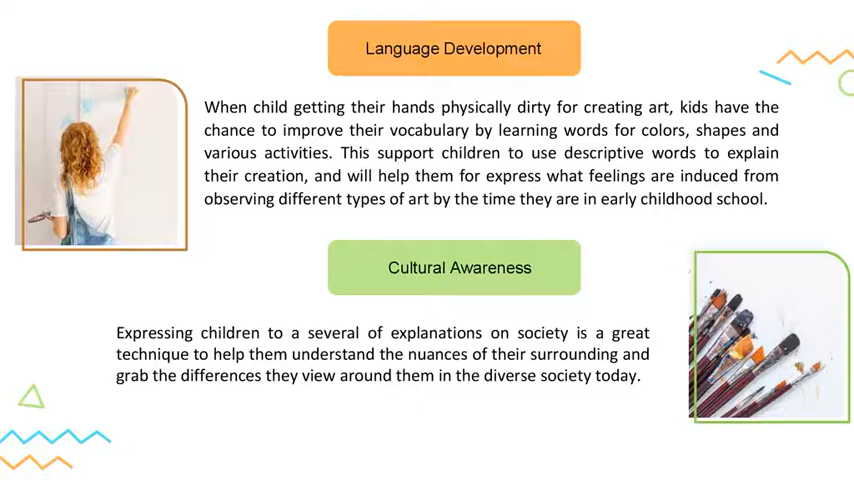 Language Development
When child getting their hands physically dirty for creating art, kids have the
chance to improve their vocabulary by learning words for colors, shapes and
various activities. This support children to use descriptive words to explain
their creation, and will help them for express what feelings are induced from
observing different types of art by the time they are in early childhood school.
Cultural Awareness
Expressing children to a several of explanations on society is a great
technique to help them understand the nuances of their surrounding and
grab the differences they view around them in the diverse society today.